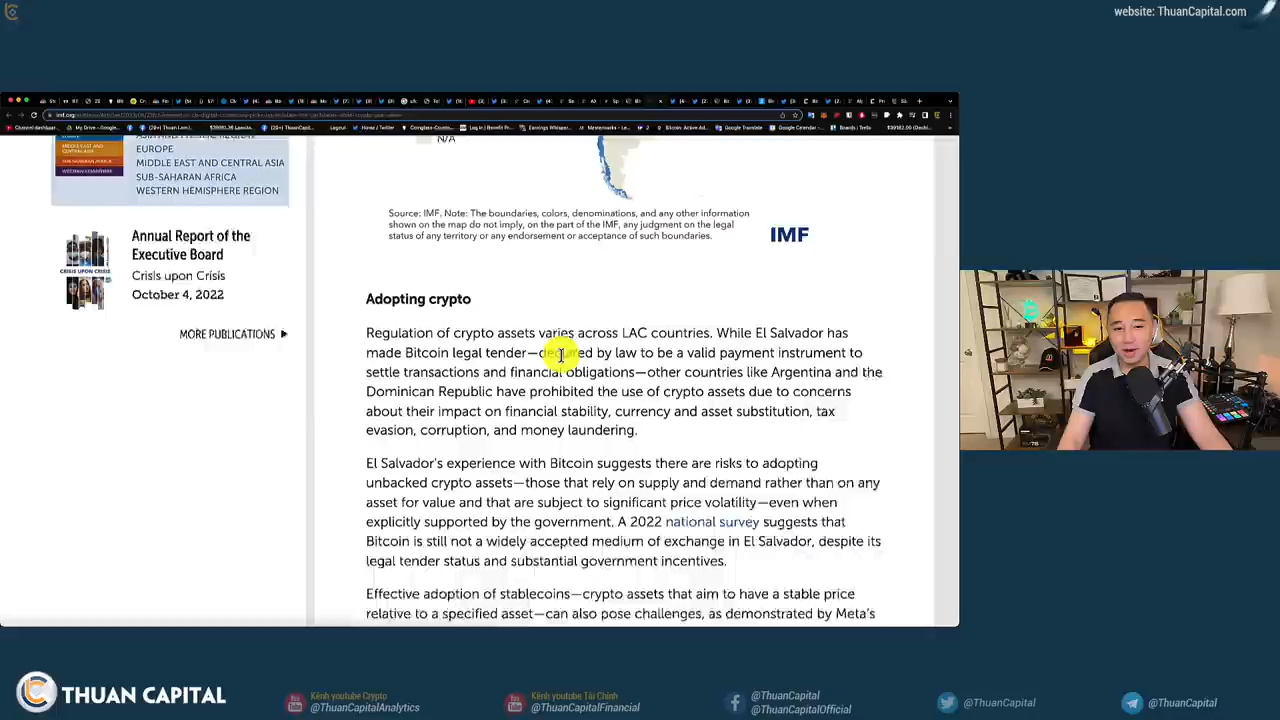 website: ThuanCapital.com
N/A
EUROPE
MIDDLE EAST AND CENTRAL ASIA
SUB-SAHARAN AFRICA
WESTERN HEMISPHERE REGION
Source: IMF. Note: The boundaries, colors, denominations, and any other information
shown on the map do not imply, on the part of the IMF, any judgment on the legal
status of any territory or any endorsement or acceptance of such boundaries.
IMF
Annual Report of the
Executive Board
Crisis upon Crisis
October 4, 2022
CRISIS UPON CRISIS
MORE PUBLICATIONS
Adopting crypto
Regulation of crypto assets varies across LAC countries. While El Salvador has
made Bitcoin legal tender—declared by law to be a valid payment instrument to
settle transactions and financial obligations—other countries like Argentina and the
Dominican Republic have prohibited the use of crypto assets due to concerns
about their impact on financial stability, currency and asset substitution, tax
evasion, corruption, and money laundering.
El Salvador's experience with Bitcoin suggests there are risks to adopting
unbacked crypto assets—those that rely on supply and demand rather than on any
asset for value and that are subject to significant price volatility—even when
explicitly supported by the government. A 2022 national survey suggests that
Bitcoin is still not a widely accepted medium of exchange in El Salvador, despite its
legal tender status and substantial government incentives.
Effective adoption of stablecoins—crypto assets that aim to have a stable price
relative to a specified asset—can also pose challenges, as demonstrated by Meta's
THUAN CAPITAL
Kênh youtube Crypto
@ThuanCapitalAnalytics
Kênh youtube Tài Chính
@ThuanCapitalFinancial
@ThuanCapital
@ThuanCapitalOfficial
@ThuanCapital
@ThuanCapital